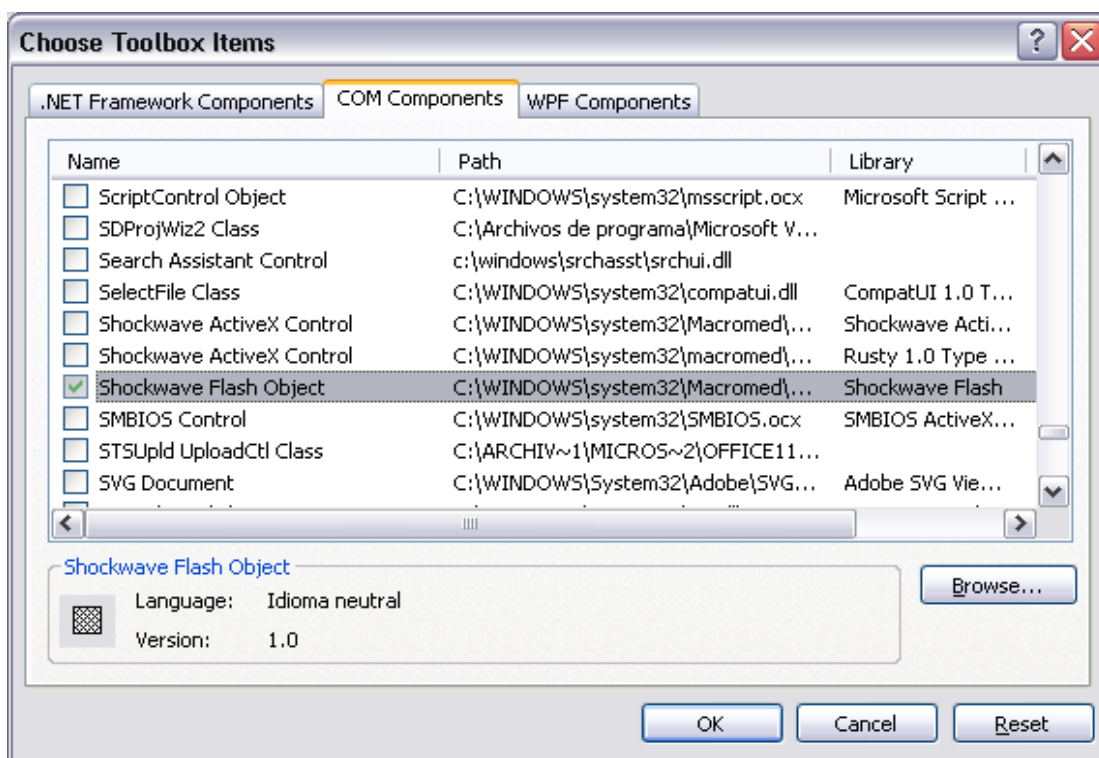 Choose Toolbox Items
.NET Framework Components COM Components WPF Components
Name Path Library
ScriptControl Object C:\WINDOWS\system32\msscript.ocx Microsoft Script ...
SDProjWiz2 Class C:\Archivos de programa\Microsoft V...
Search Assistant Control c:\windows\srchasst\srchui.dll
SelectFile Class C:\WINDOWS\system32\compatui.dll CompatUI 1.0 T...
Shockwave ActiveX Control C:\WINDOWS\system32\Macromed\... Shockwave Acti...
Shockwave ActiveX Control C:\WINDOWS\system32\macromed\... Rusty 1.0 Type ...
Shockwave Flash Object C:\WINDOWS\system32\Macromed\... Shockwave Flash
SMBIOS Control C:\WINDOWS\system32\SMBIOS.ocx SMBIOS ActiveX...
STSUpld UploadCtl Class C:\ARCHIV~1\MICROS~2\OFFICE11...
SVG Document C:\WINDOWS\System32\Adobe\SVG... Adobe SVG Vie...
Shockwave Flash Object
Language: Idioma neutral
Version: 1.0
Browse...
OK Cancel Reset